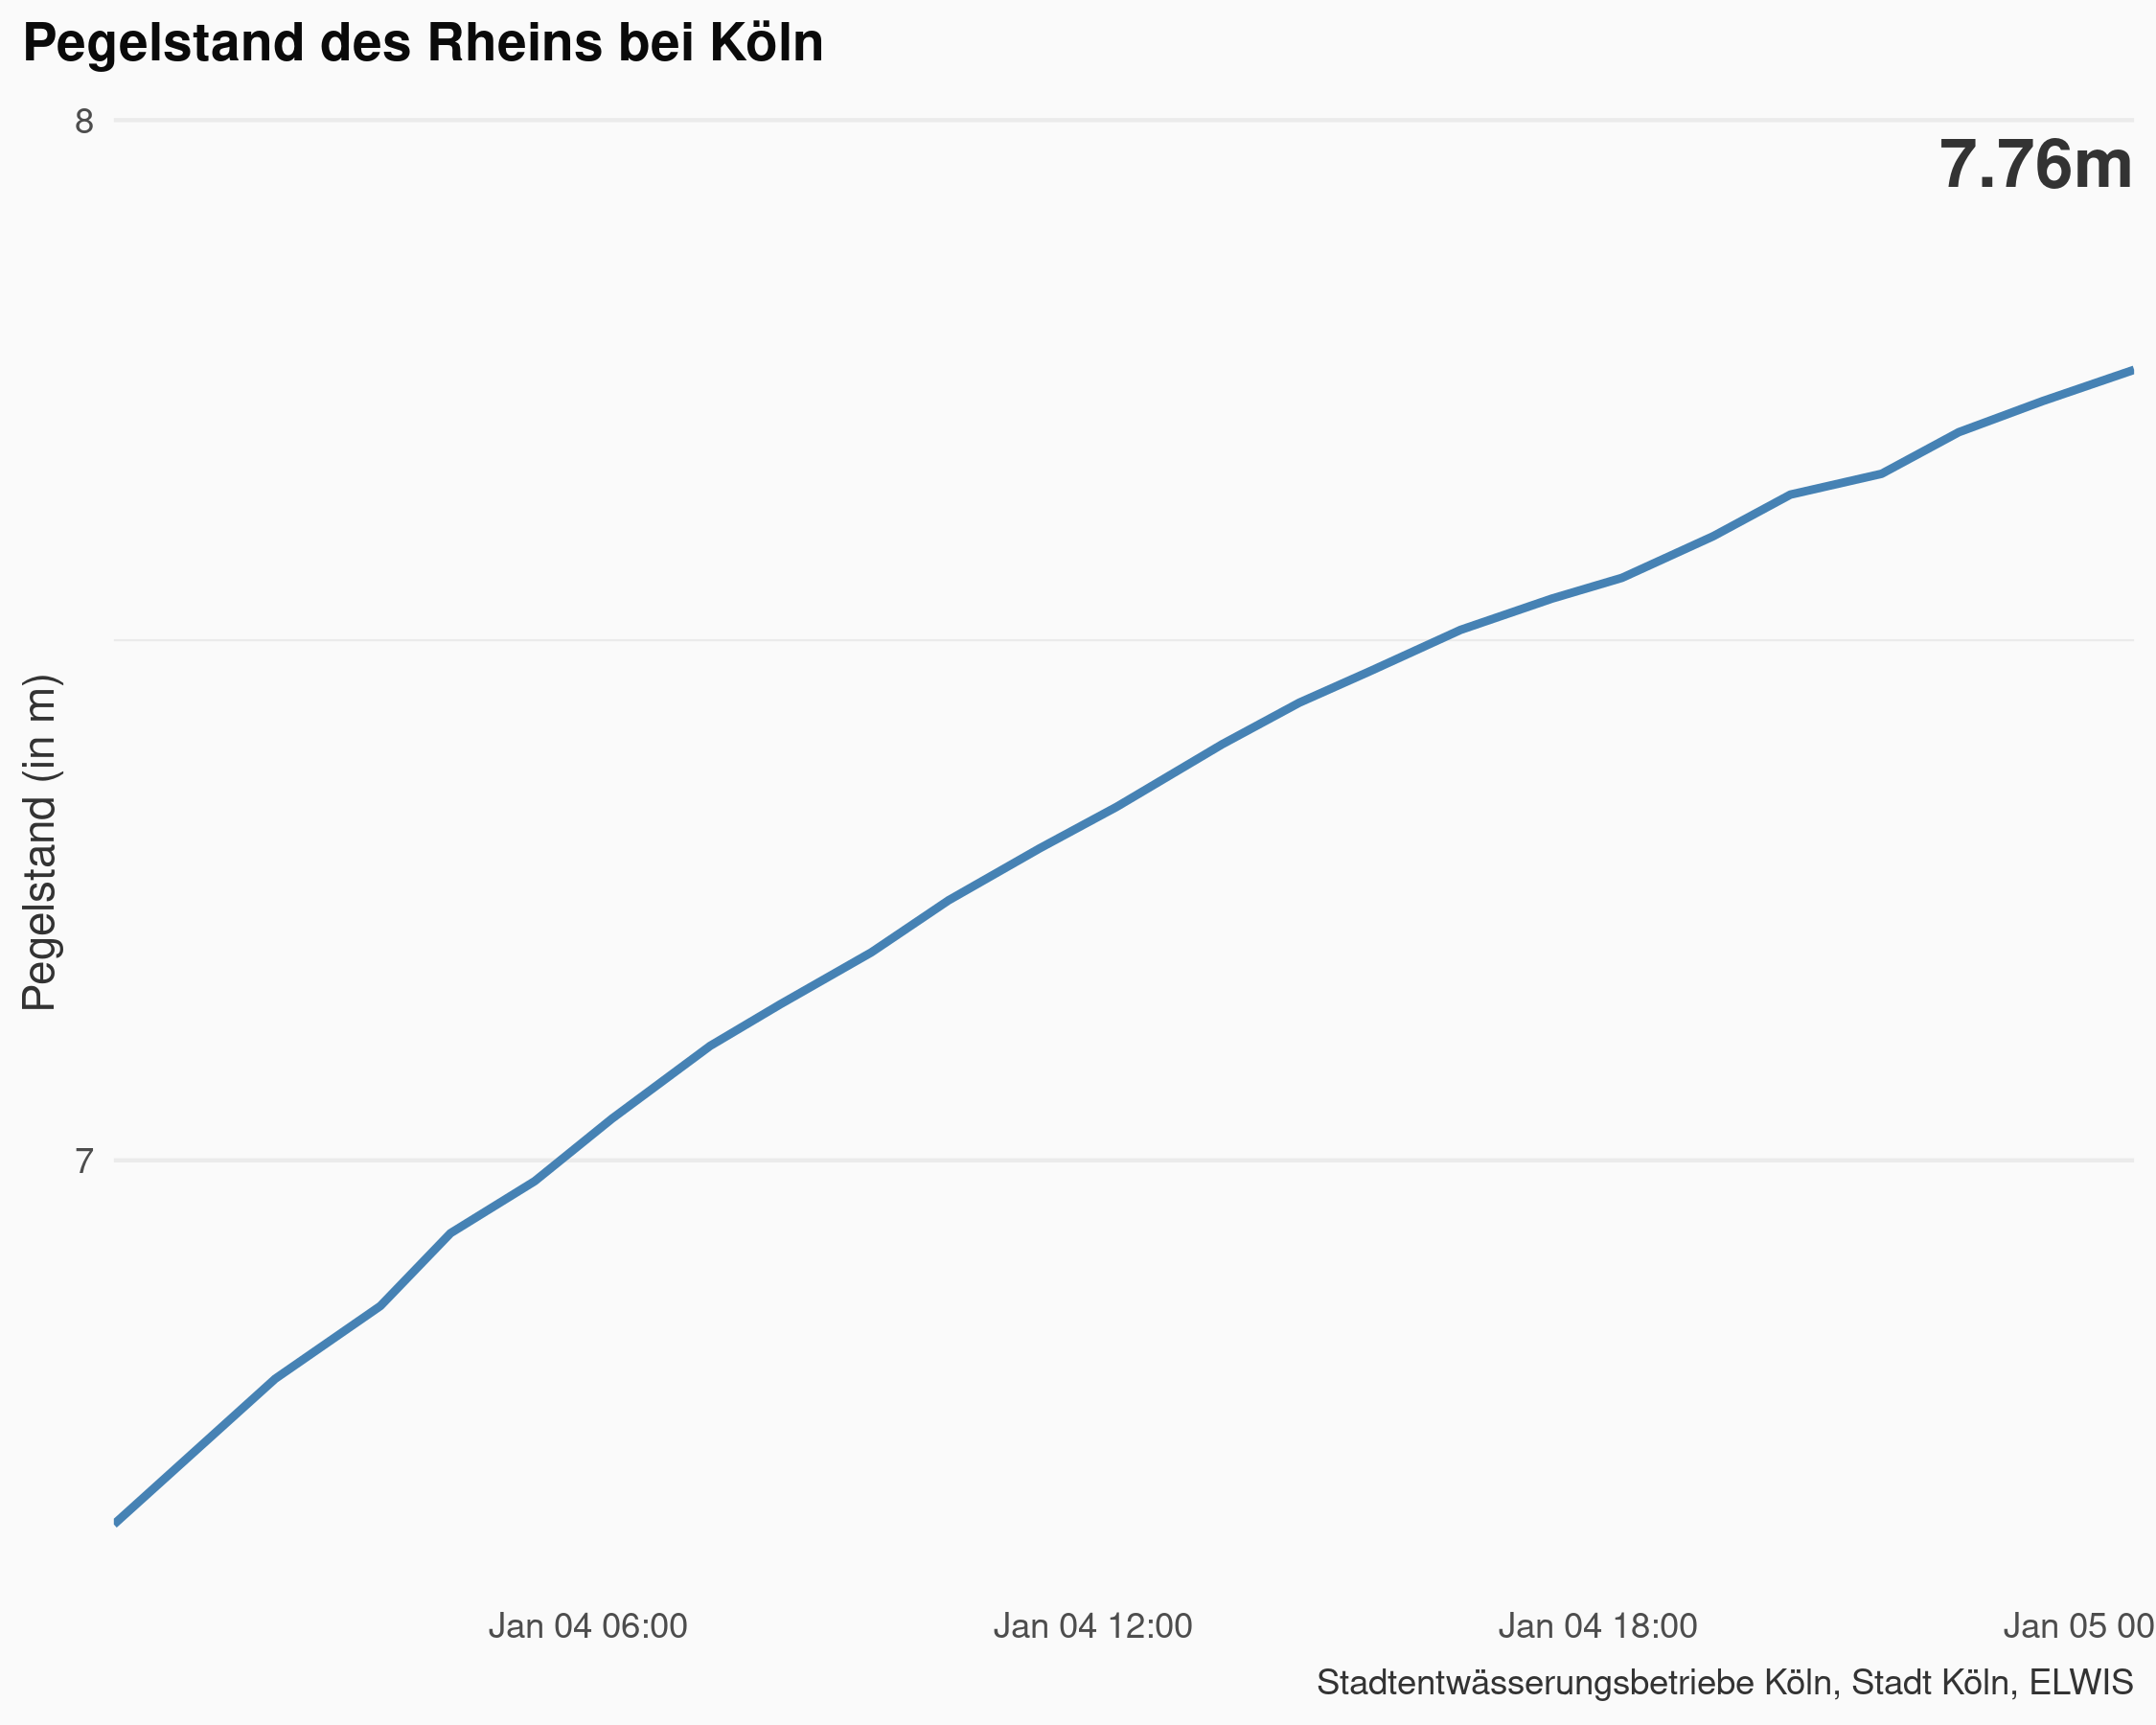 Pegelstand des Rheins bei Köln
8
7.76m
Pegelstand (in m)
7
Jan 04 06:00
Jan 04 12:00
Jan 04 18:00
Jan 05 00
Stadtentwässerungsbetriebe Köln, Stadt Köln, ELWIS